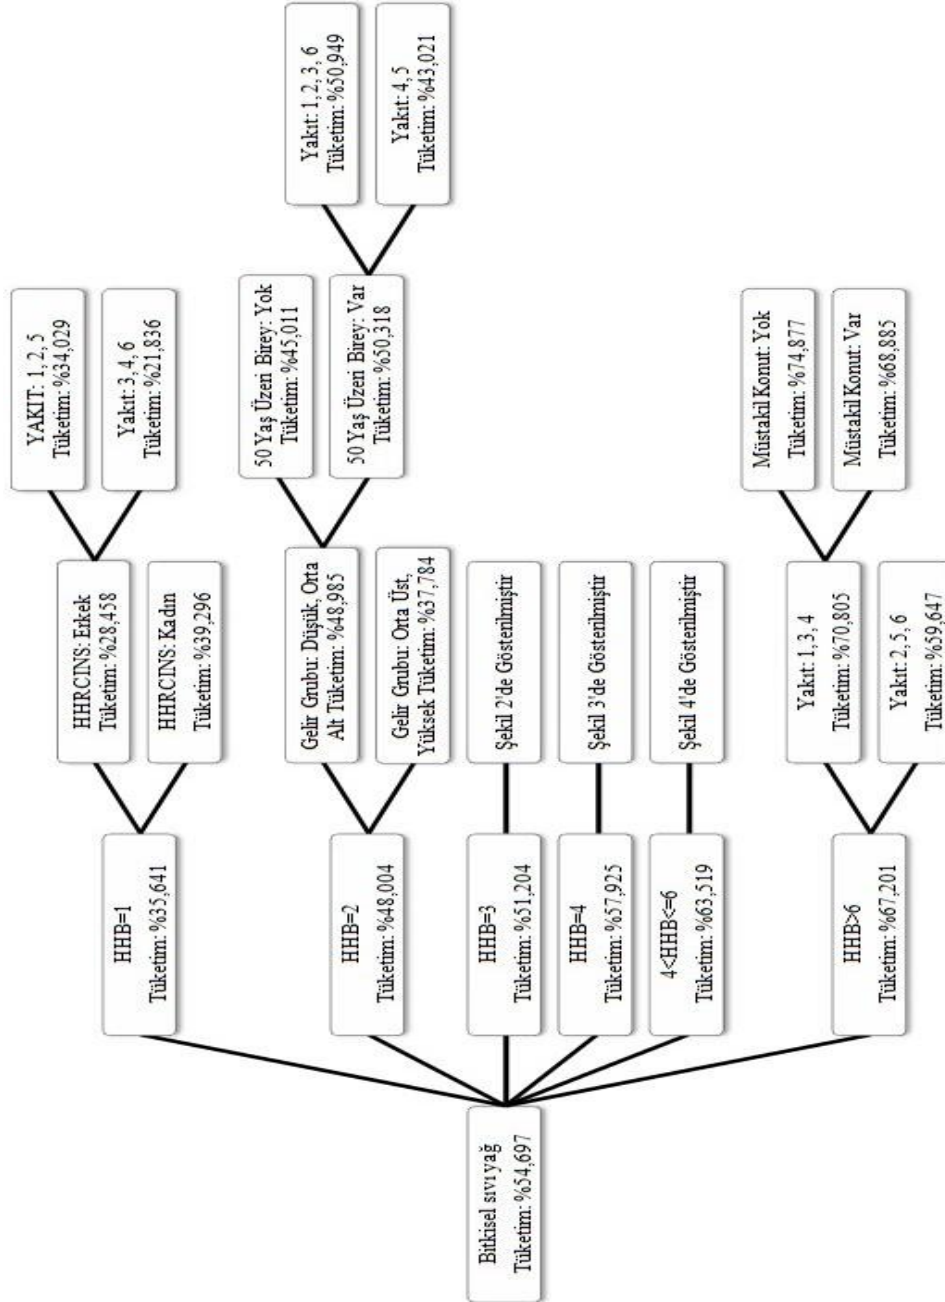 Bitkisel sıvı yağ
Tüketim: %54,697
HHB=1
Tüketim: %35,641
HHRCINS: Erkek
Tüketim: %28,458
YAKIT: 1, 2, 5
Tüketim: %34,029
Yakıt: 3, 4, 6
Tüketim: %21,836
HHRCINS: Kadın
Tüketim: %39,296
HHB=2
Tüketim: %48,004
Gelir Grubu: Düşük, Orta
Alt Tüketim: %48,985
50 Yaş Üzeri Birey: Yok
Tüketim: %45,011
50 Yaş Üzeri Birey: Var
Tüketim: %50,318
Yakıt: 1, 2, 3, 6
Tüketim: %50,949
Yakıt: 4, 5
Tüketim: %43,021
Gelir Grubu: Orta Üst,
Yüksek Tüketim: %37,784
HHB=3
Tüketim: %51,204
Şekil 2'de Gösterilmiştir
HHB=4
Tüketim: %57,925
Şekil 3'de Gösterilmiştir
4<HHB<=6
Tüketim: %63,519
Şekil 4'de Gösterilmiştir
HHB>6
Tüketim: %67,201
Yakıt: 1, 3, 4
Tüketim: %70,805
Müstakil Konut: Yok
Tüketim: %74,877
Müstakil Konut: Var
Tüketim: %68,885
Yakıt: 2, 5, 6
Tüketim: %59,647